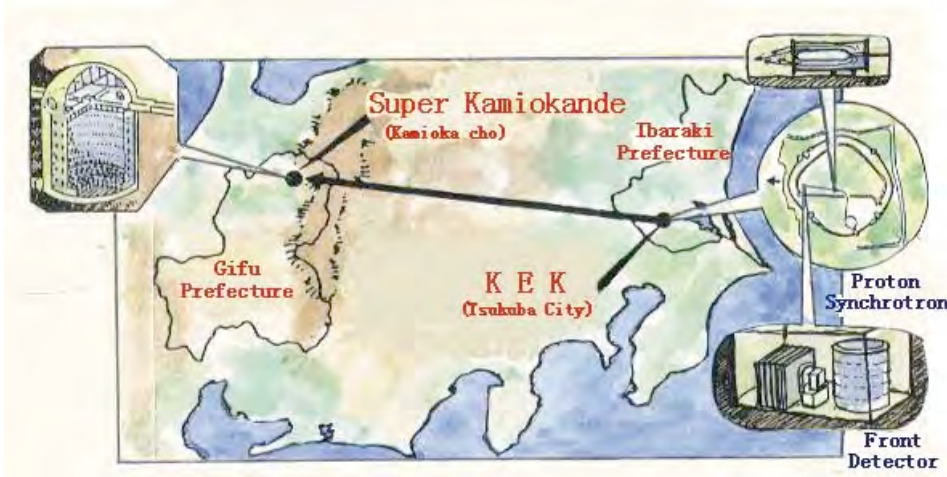 Super Kamiokande
(Kamioka cho)
Ibaraki
Prefecture
Gifu
Prefecture
K E K
(Tsukuba City)
Proton
Synchrotron
Front
Detector